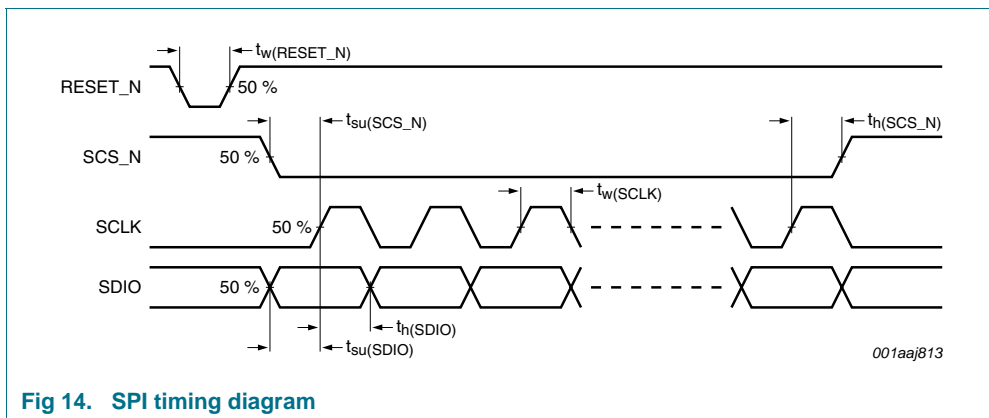 tw(RESET_N)
RESET_N
50 %
tsu(SCS_N)
th(SCS_N)
SCS_N
50 %
tw(SCLK)
SCLK
50 %
SDIO
50 %
th(SDIO)
tsu(SDIO)
001aaj813
Fig 14. SPI timing diagram